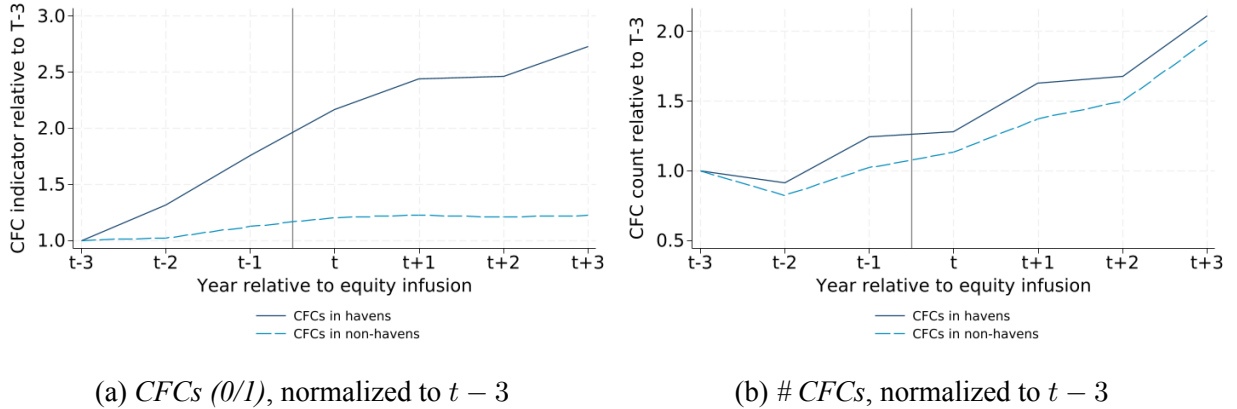 CFC indicator relative to T-3
3.0
2.5
2.0
1.5
1.0
t-3 t-2 t-1 t t+1 t+2 t+3
Year relative to equity infusion
CFCs in havens
CFCs in non-havens
(a) CFCs (0/1), normalized to t − 3
CFC count relative to T-3
2.0
1.5
1.0
0.5
t-3 t-2 t-1 t t+1 t+2 t+3
Year relative to equity infusion
CFCs in havens
CFCs in non-havens
(b) # CFCs, normalized to t − 3